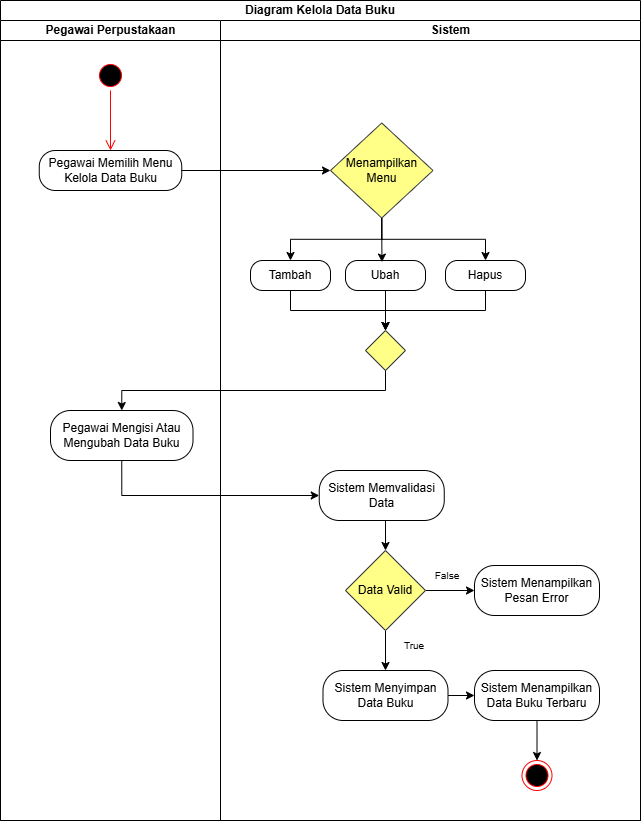 Diagram Kelola Data Buku
Pegawai Perpustakaan
Sistem
Pegawai Memilih Menu
Kelola Data Buku
Menampilkan
Menu
Tambah
Ubah
Hapus
Pegawai Mengisi Atau
Mengubah Data Buku
Sistem Memvalidasi
Data
Data Valid
False
Sistem Menampilkan
Pesan Error
True
Sistem Menyimpan
Data Buku
Sistem Menampilkan
Data Buku Terbaru